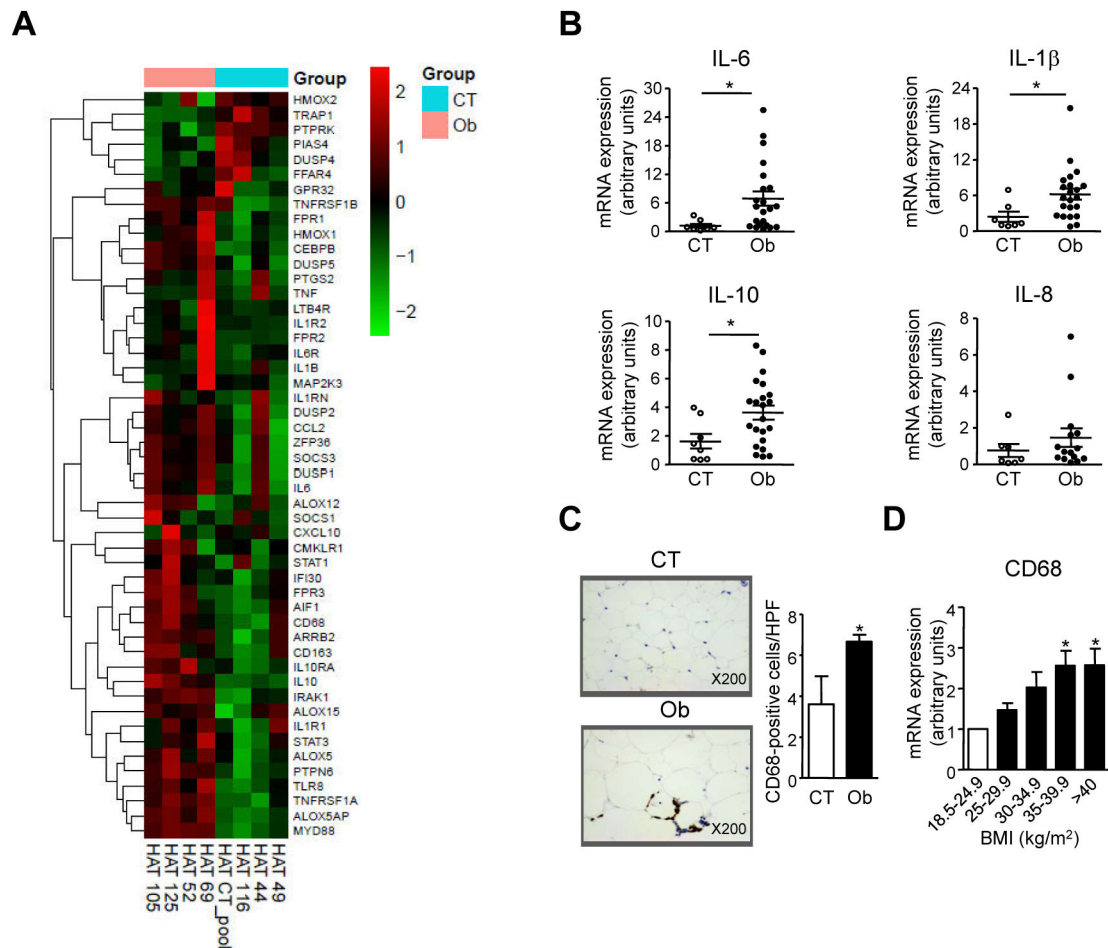 A
Group
HMOX2
TRAP1
PTPRK
PIAS4
DUSP4
FFAR4
GPR32
TNFRSF1B
FPR1
HMOX1
CEBPB
DUSP5
PTGS2
TNF
LTB4R
IL1R2
FPR2
IL6R
IL1B
MAP2K3
IL1RN
DUSP2
CCL2
ZFP36
SOCS3
DUSP1
IL6
ALOX12
SOCS1
CXCL10
CMKLR1
STAT1
IFI30
FPR3
AIF1
CD68
ARRB2
CD163
IL10RA
IL10
IRAK1
ALOX15
IL1R1
STAT3
ALOX5
PTPN6
TLR8
TNFRSF1A
ALOX5AP
MYD88
HAT 105
HAT 125
HAT 52
HAT 69
HAT CT_pool
HAT 116
HAT 44
HAT 49
2
1
0
−1
−2
Group
CT
Ob
B
IL-6
mRNA expression
(arbitrary units)
30
24
18
12
6
0
*
CT Ob
IL-1β
mRNA expression
(arbitrary units)
24
18
12
6
0
*
CT Ob
IL-10
mRNA expression
(arbitrary units)
10
8
6
4
2
0
*
CT Ob
IL-8
mRNA expression
(arbitrary units)
8
6
4
2
0
CT Ob
C
CT
X200
Ob
X200
CD68-positive cells/HPF
8
6
4
2
0
*
CT Ob
D
CD68
mRNA expression
(arbitrary units)
4
3
2
1
0
* *
18.5-24.9
25-29.9
30-34.9
35-39.9
>40
BMI (kg/m²)